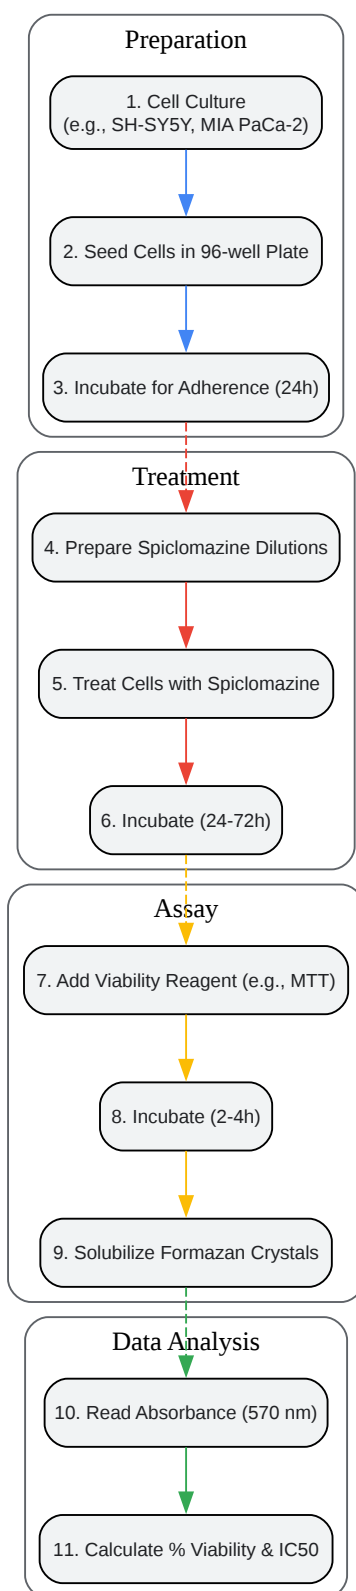 Preparation
1. Cell Culture
(e.g., SH-SY5Y, MIA PaCa-2)
2. Seed Cells in 96-well Plate
3. Incubate for Adherence (24h)
Treatment
4. Prepare Spiclomazine Dilutions
5. Treat Cells with Spiclomazine
6. Incubate (24-72h)
Assay
7. Add Viability Reagent (e.g., MTT)
8. Incubate (2-4h)
9. Solubilize Formazan Crystals
Data Analysis
10. Read Absorbance (570 nm)
11. Calculate % Viability & IC50